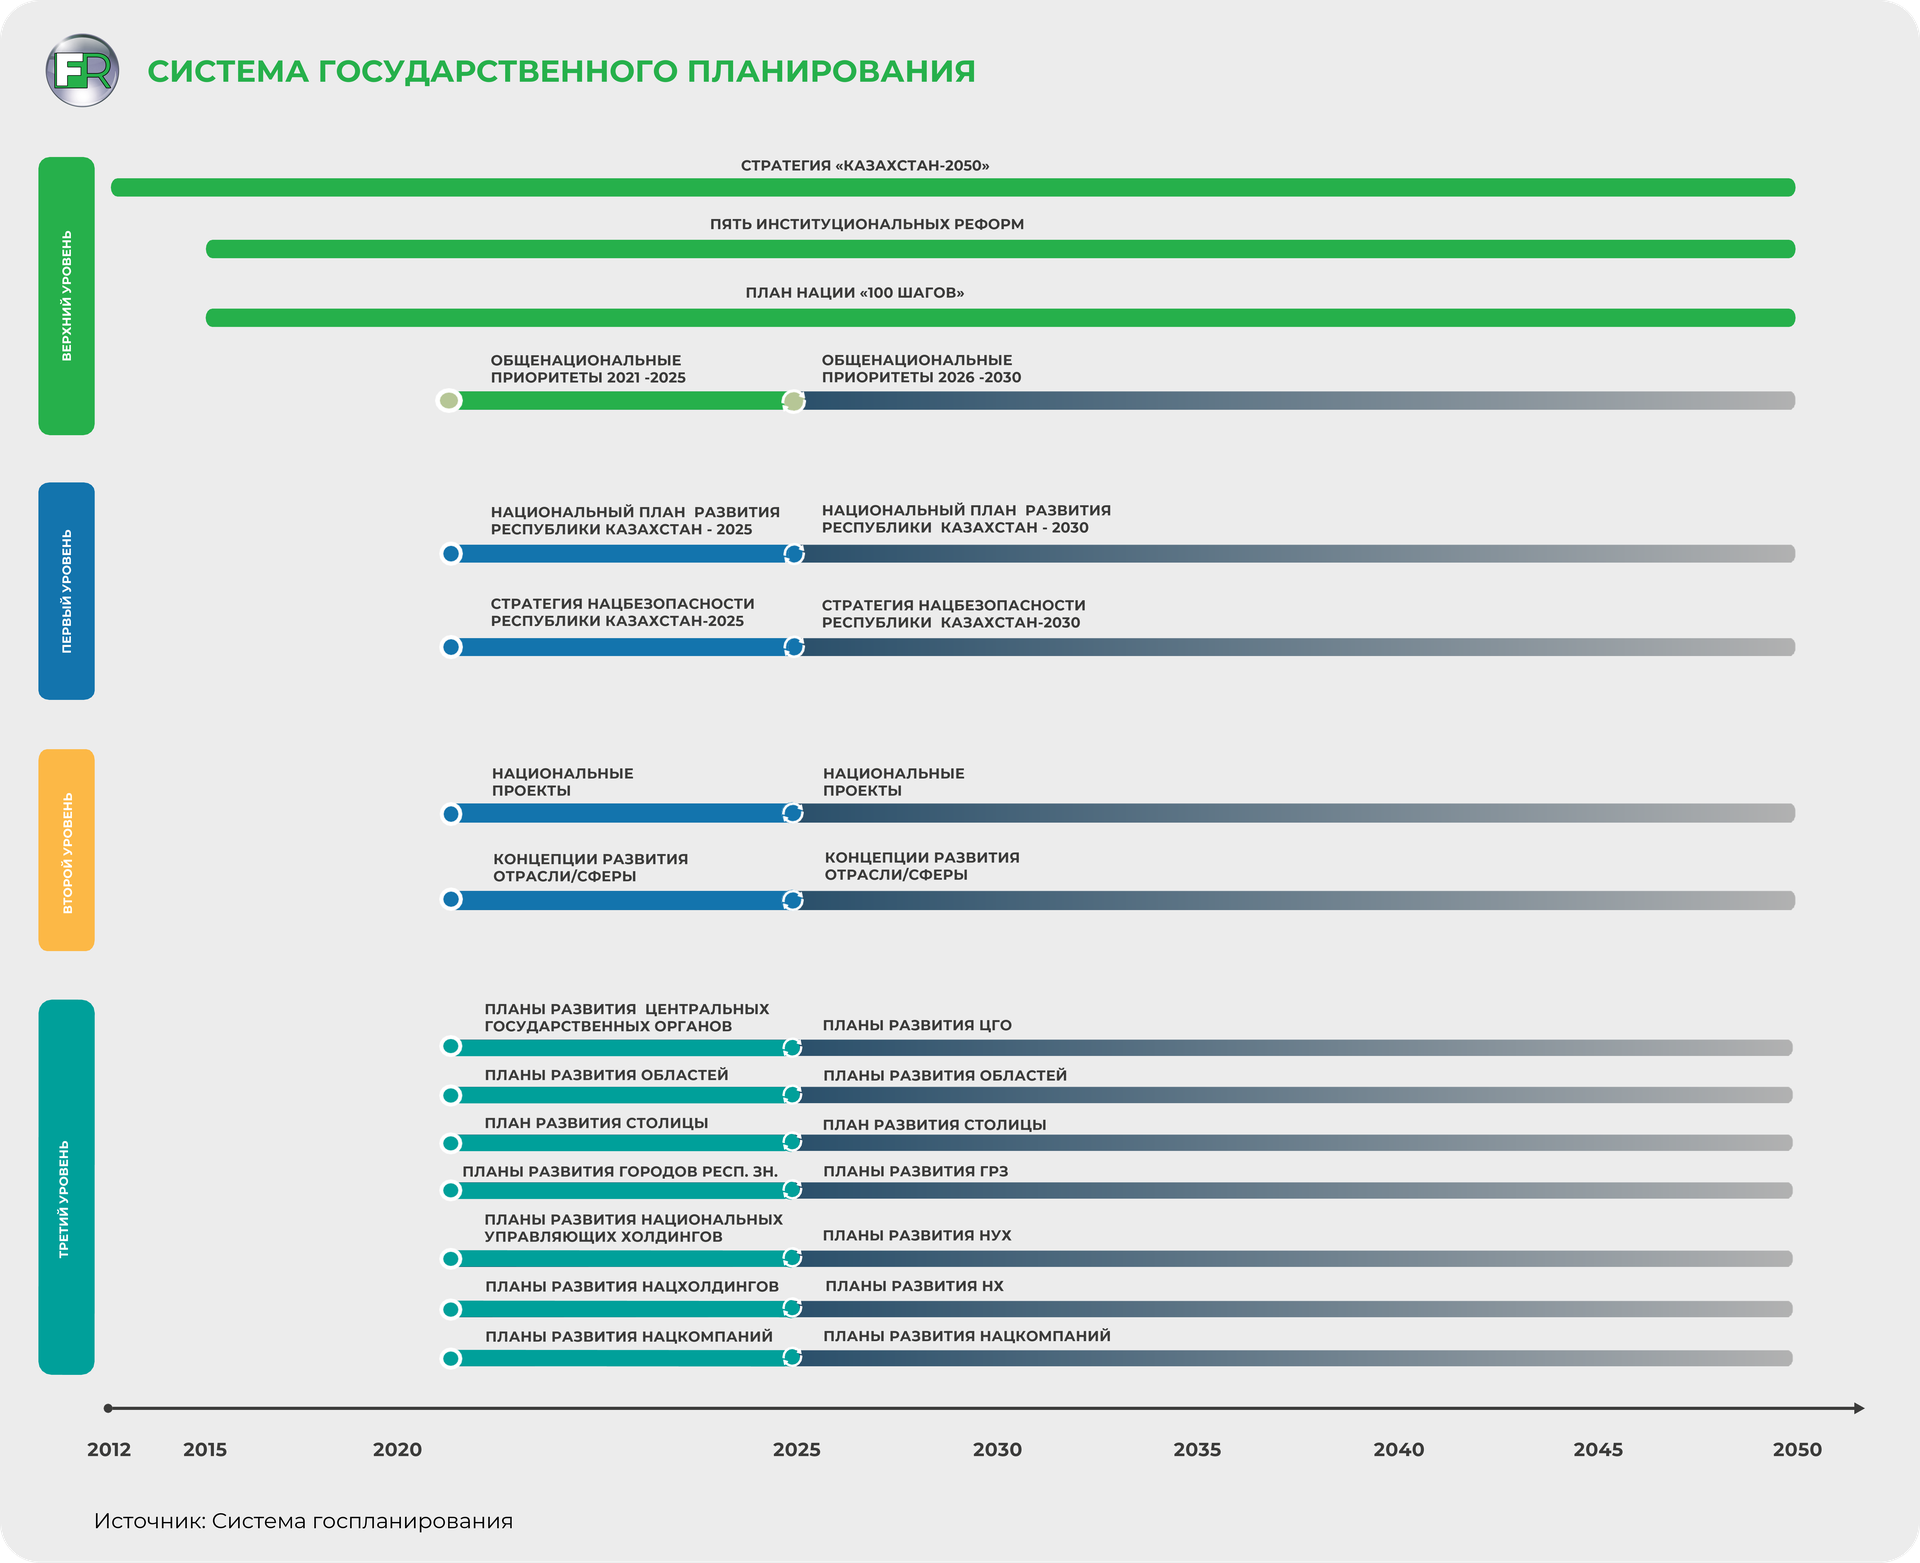 FR
СИСТЕМА ГОСУДАРСТВЕННОГО ПЛАНИРОВАНИЯ
ВЕРХНИЙ УРОВЕНЬ
СТРАТЕГИЯ «КАЗАХСТАН-2050»
ПЯТЬ ИНСТИТУЦИОНАЛЬНЫХ РЕФОРМ
ПЛАН НАЦИИ «100 ШАГОВ»
ОБЩЕНАЦИОНАЛЬНЫЕ
ПРИОРИТЕТЫ 2021 -2025
ОБЩЕНАЦИОНАЛЬНЫЕ
ПРИОРИТЕТЫ 2026 -2030
ПЕРВЫЙ УРОВЕНЬ
НАЦИОНАЛЬНЫЙ ПЛАН РАЗВИТИЯ
РЕСПУБЛИКИ КАЗАХСТАН - 2025
НАЦИОНАЛЬНЫЙ ПЛАН РАЗВИТИЯ
РЕСПУБЛИКИ КАЗАХСТАН - 2030
СТРАТЕГИЯ НАЦБЕЗОПАСНОСТИ
РЕСПУБЛИКИ КАЗАХСТАН-2025
СТРАТЕГИЯ НАЦБЕЗОПАСНОСТИ
РЕСПУБЛИКИ КАЗАХСТАН-2030
ВТОРОЙ УРОВЕНЬ
НАЦИОНАЛЬНЫЕ
ПРОЕКТЫ
НАЦИОНАЛЬНЫЕ
ПРОЕКТЫ
КОНЦЕПЦИИ РАЗВИТИЯ
ОТРАСЛИ/СФЕРЫ
КОНЦЕПЦИИ РАЗВИТИЯ
ОТРАСЛИ/СФЕРЫ
ТРЕТИЙ УРОВЕНЬ
ПЛАНЫ РАЗВИТИЯ ЦЕНТРАЛЬНЫХ
ГОСУДАРСТВЕННЫХ ОРГАНОВ
ПЛАНЫ РАЗВИТИЯ ЦГО
ПЛАНЫ РАЗВИТИЯ ОБЛАСТЕЙ
ПЛАНЫ РАЗВИТИЯ ОБЛАСТЕЙ
ПЛАН РАЗВИТИЯ СТОЛИЦЫ
ПЛАН РАЗВИТИЯ СТОЛИЦЫ
ПЛАНЫ РАЗВИТИЯ ГОРОДОВ РЕСП. ЗН.
ПЛАНЫ РАЗВИТИЯ ГРЗ
ПЛАНЫ РАЗВИТИЯ НАЦИОНАЛЬНЫХ
УПРАВЛЯЮЩИХ ХОЛДИНГОВ
ПЛАНЫ РАЗВИТИЯ НУХ
ПЛАНЫ РАЗВИТИЯ НАЦХОЛДИНГОВ
ПЛАНЫ РАЗВИТИЯ НХ
ПЛАНЫ РАЗВИТИЯ НАЦКОМПАНИЙ
ПЛАНЫ РАЗВИТИЯ НАЦКОМПАНИЙ
2012 2015 2020 2025 2030 2035 2040 2045 2050
Источник: Система госпланирования